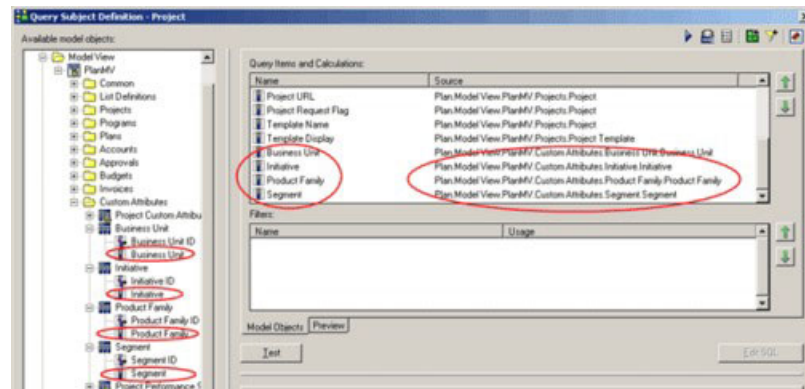 Query Subject Definition - Project
Available model objects:
Model View
PlanMV
Common
List Definitions
Projects
Programs
Plans
Accounts
Approvals
Budgets
Invoices
Custom Attributes
Project Custom Attribu
Business Unit
Business Unit ID
Business Unit
Initiative
Initiative ID
Initiative
Product Family
Product Family ID
Product Family
Segment
Segment ID
Segment
Project Performance S
Query Items and Calculations:
Name Source
Project URL Plan.Model View.PlanMV.Projects.Project
Project Request Flag Plan.Model View.PlanMV.Projects.Project
Template Name Plan.Model View.PlanMV.Projects.Project Template
Template Display Plan.Model View.PlanMV.Projects.Project Template
Business Unit Plan.Model View.PlanMV.Custom Attributes.Business Unit.Business Unit
Initiative Plan.Model View.PlanMV.Custom Attributes.Initiative.Initiative
Product Family Plan.Model View.PlanMV.Custom Attributes.Product Family.Product Family
Segment Plan.Model View.PlanMV.Custom Attributes.Segment.Segment
Filters:
Name Usage
Model Objects Preview
Test Edit SQL